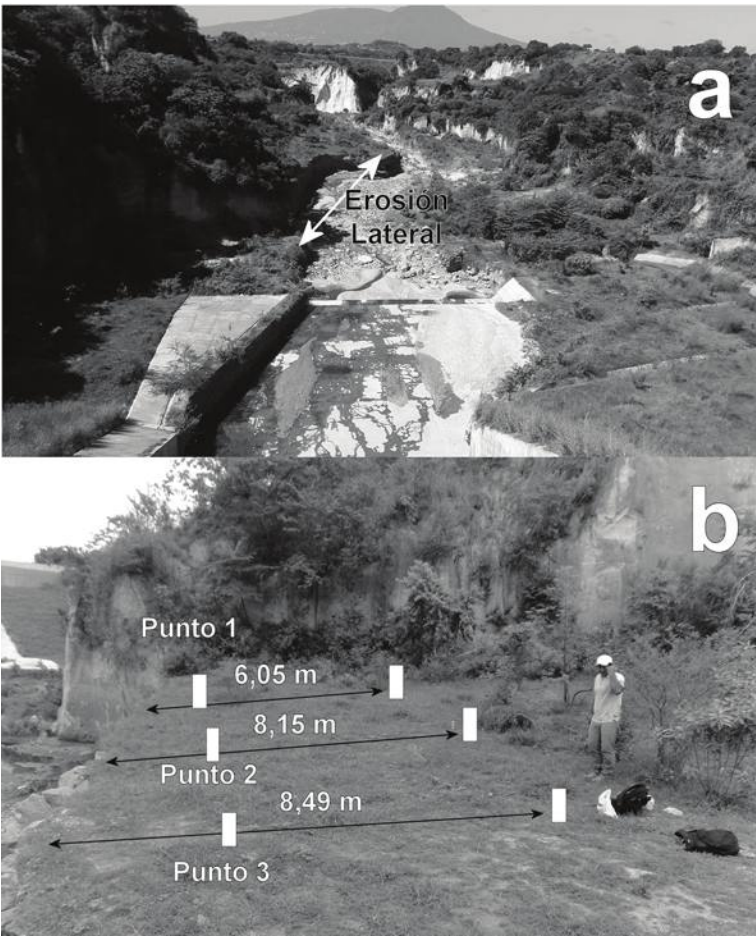 a
Erosión
Lateral
b
Punto 1
6,05 m
8,15 m
Punto 2
8,49 m
Punto 3